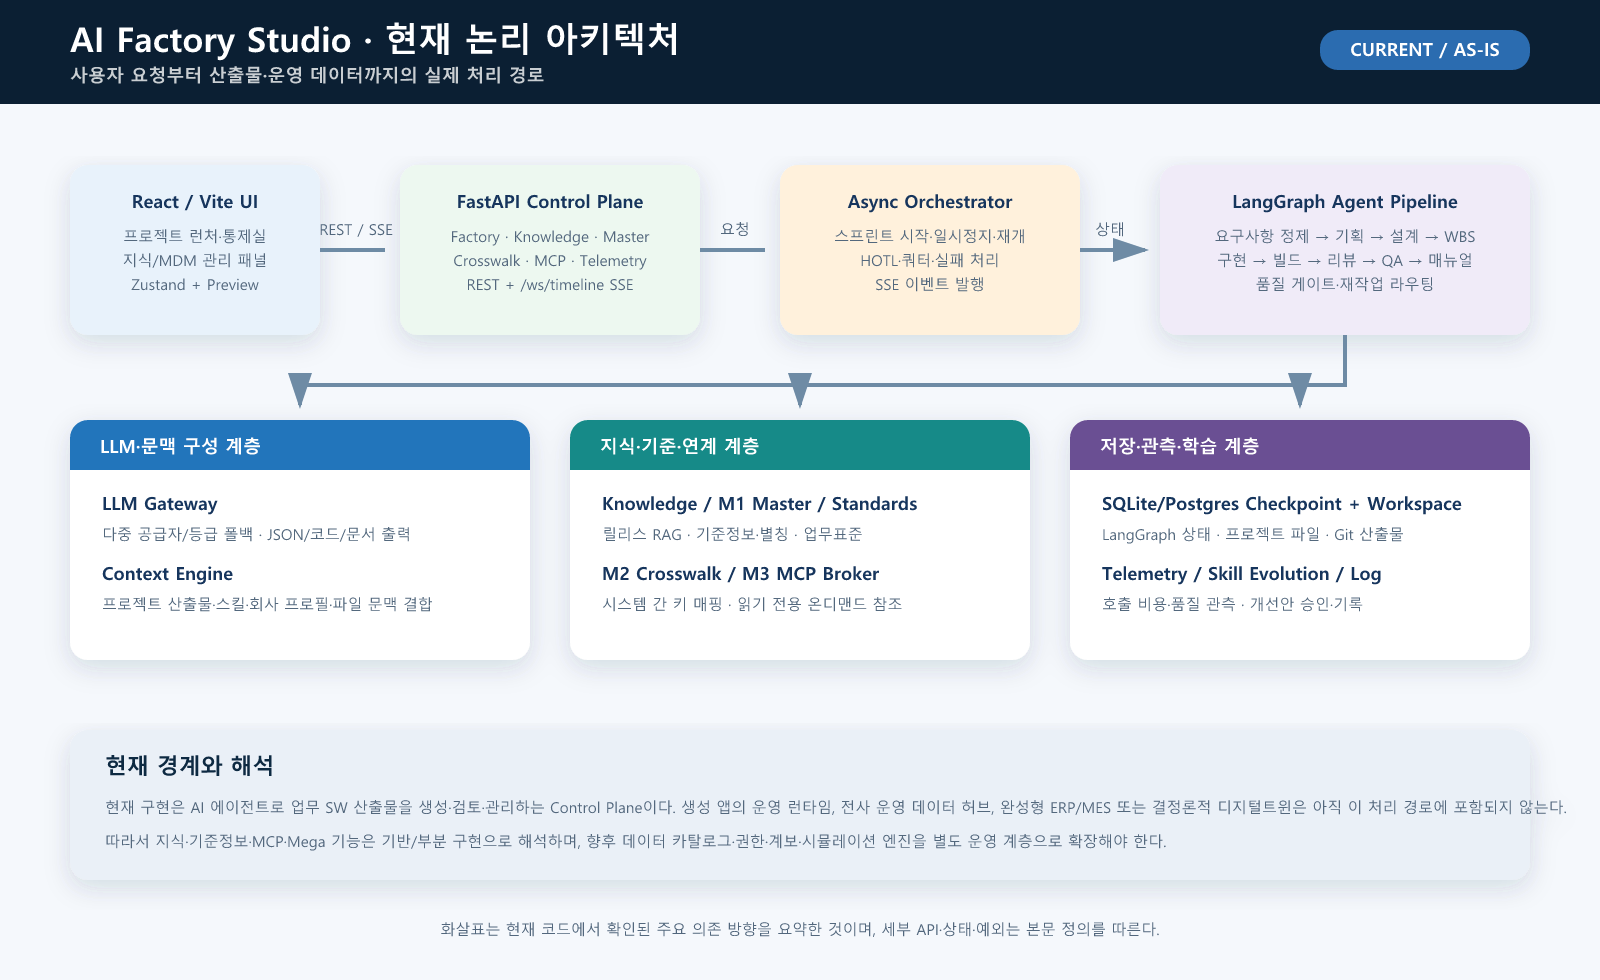 AI Factory Studio · 현재 논리 아키텍처
사용자 요청부터 산출물·운영 데이터까지의 실제 처리 경로
CURRENT / AS-IS
React / Vite UI
프로젝트 런처·통제실
지식/MDM 관리 패널
Zustand + Preview
REST / SSE
FastAPI Control Plane
Factory · Knowledge · Master
Crosswalk · MCP · Telemetry
REST + /ws/timeline SSE
요청
Async Orchestrator
스프린트 시작·일시정지·재개
HOTL·쿼터·실패 처리
SSE 이벤트 발행
상태
LangGraph Agent Pipeline
요구사항 정제 → 기획 → 설계 → WBS
구현 → 빌드 → 리뷰 → QA → 매뉴얼
품질 게이트·재작업 라우팅
LLM·문맥 구성 계층
LLM Gateway
다중 공급자/등급 폴백 · JSON/코드/문서 출력
Context Engine
프로젝트 산출물·스킬·회사 프로필·파일 문맥 결합
지식·기준·연계 계층
Knowledge / M1 Master / Standards
릴리스 RAG · 기준정보·별칭 · 업무표준
M2 Crosswalk / M3 MCP Broker
시스템 간 키 매핑 · 읽기 전용 온디맨드 참조
저장·관측·학습 계층
SQLite/Postgres Checkpoint + Workspace
LangGraph 상태 · 프로젝트 파일 · Git 산출물
Telemetry / Skill Evolution / Log
호출 비용·품질 관측 · 개선안 승인·기록
현재 경계와 해석
현재 구현은 AI 에이전트로 업무 SW 산출물을 생성·검토·관리하는 Control Plane이다. 생성 앱의 운영 런타임, 전사 운영 데이터 허브, 완성형 ERP/MES 또는 결정론적 디지털트윈은 아직 이 처리 경로에 포함되지 않는다.
따라서 지식·기준정보·MCP·Mega 기능은 기반/부분 구현으로 해석하며, 향후 데이터 카탈로그·권한·계보·시뮬레이션 엔진을 별도 운영 계층으로 확장해야 한다.
화살표는 현재 코드에서 확인된 주요 의존 방향을 요약한 것이며, 세부 API·상태·예외는 본문 정의를 따른다.